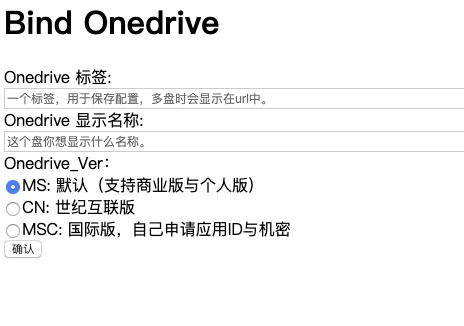 Bind Onedrive
Onedrive 标签:
一个标签，用于保存配置，多盘时会显示在url中。
Onedrive 显示名称:
这个盘你想显示什么名称。
Onedrive_Ver：
MS: 默认（支持商业版与个人版）
CN: 世纪互联版
MSC: 国际版，自己申请应用ID与机密
确认